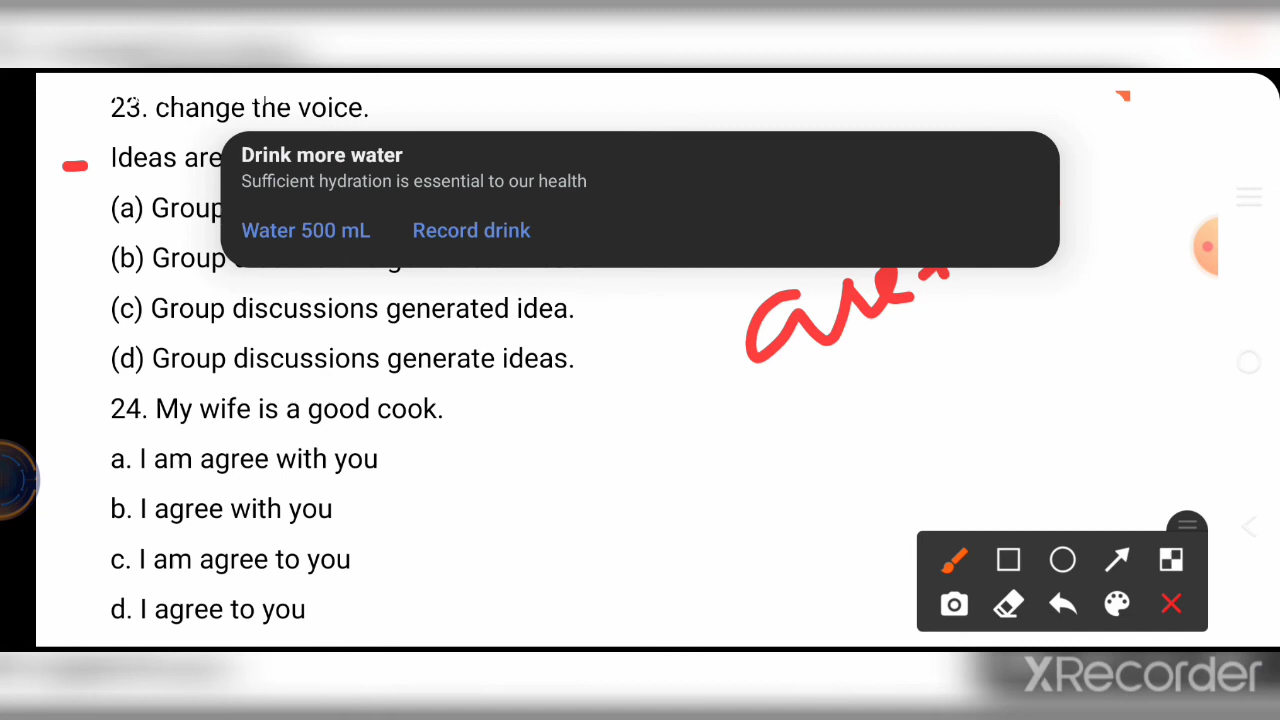 23. change the voice.
Ideas are
Drink more water
Sufficient hydration is essential to our health
(a) Group
Water 500 mL Record drink
(b) Group
are
(c) Group discussions generated idea.
(d) Group discussions generate ideas.
24. My wife is a good cook.
a. I am agree with you
b. I agree with you
c. I am agree to you
d. I agree to you
XRecorder